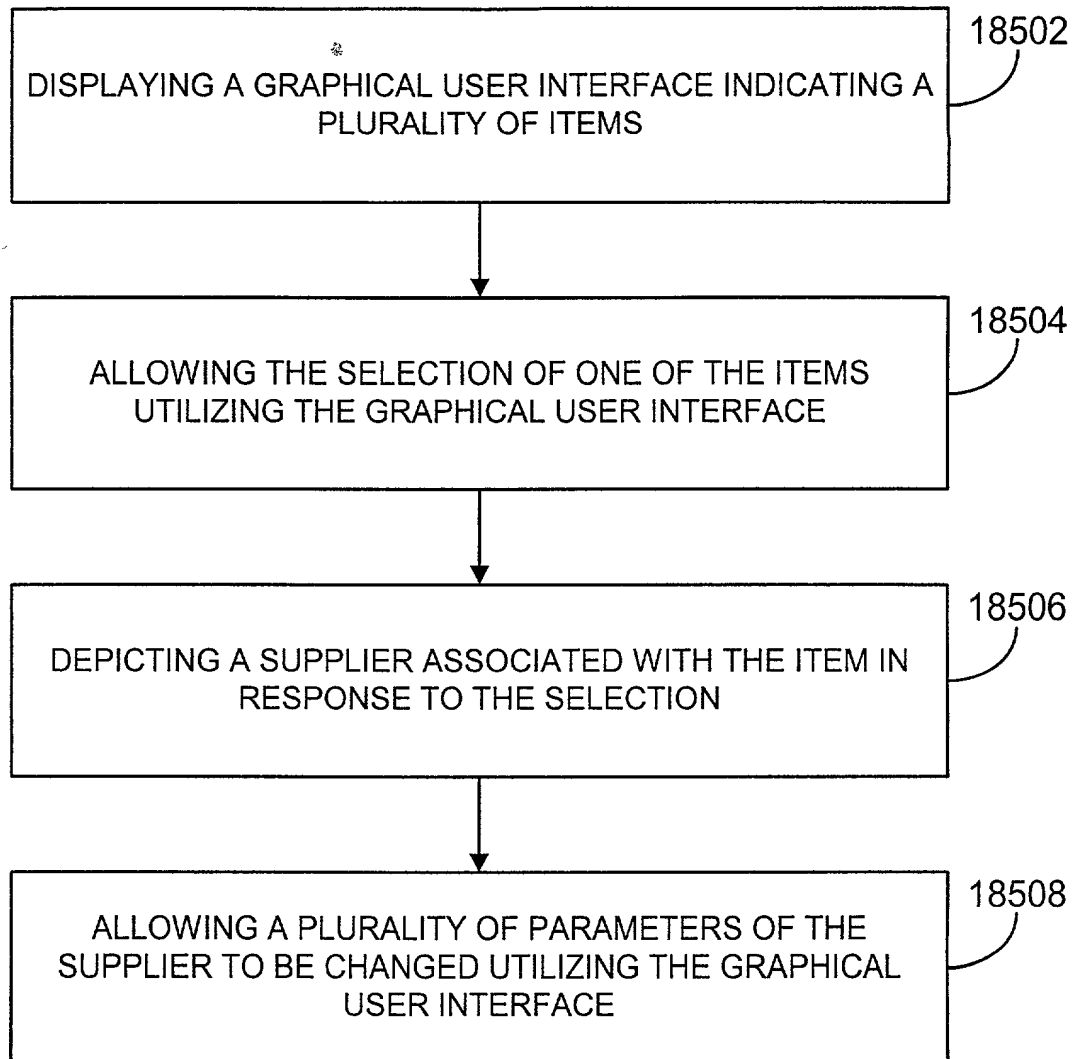 18502
DISPLAYING A GRAPHICAL USER INTERFACE INDICATING A
PLURALITY OF ITEMS
18504
ALLOWING THE SELECTION OF ONE OF THE ITEMS
UTILIZING THE GRAPHICAL USER INTERFACE
18506
DEPICTING A SUPPLIER ASSOCIATED WITH THE ITEM IN
RESPONSE TO THE SELECTION
18508
ALLOWING A PLURALITY OF PARAMETERS OF THE
SUPPLIER TO BE CHANGED UTILIZING THE GRAPHICAL
USER INTERFACE